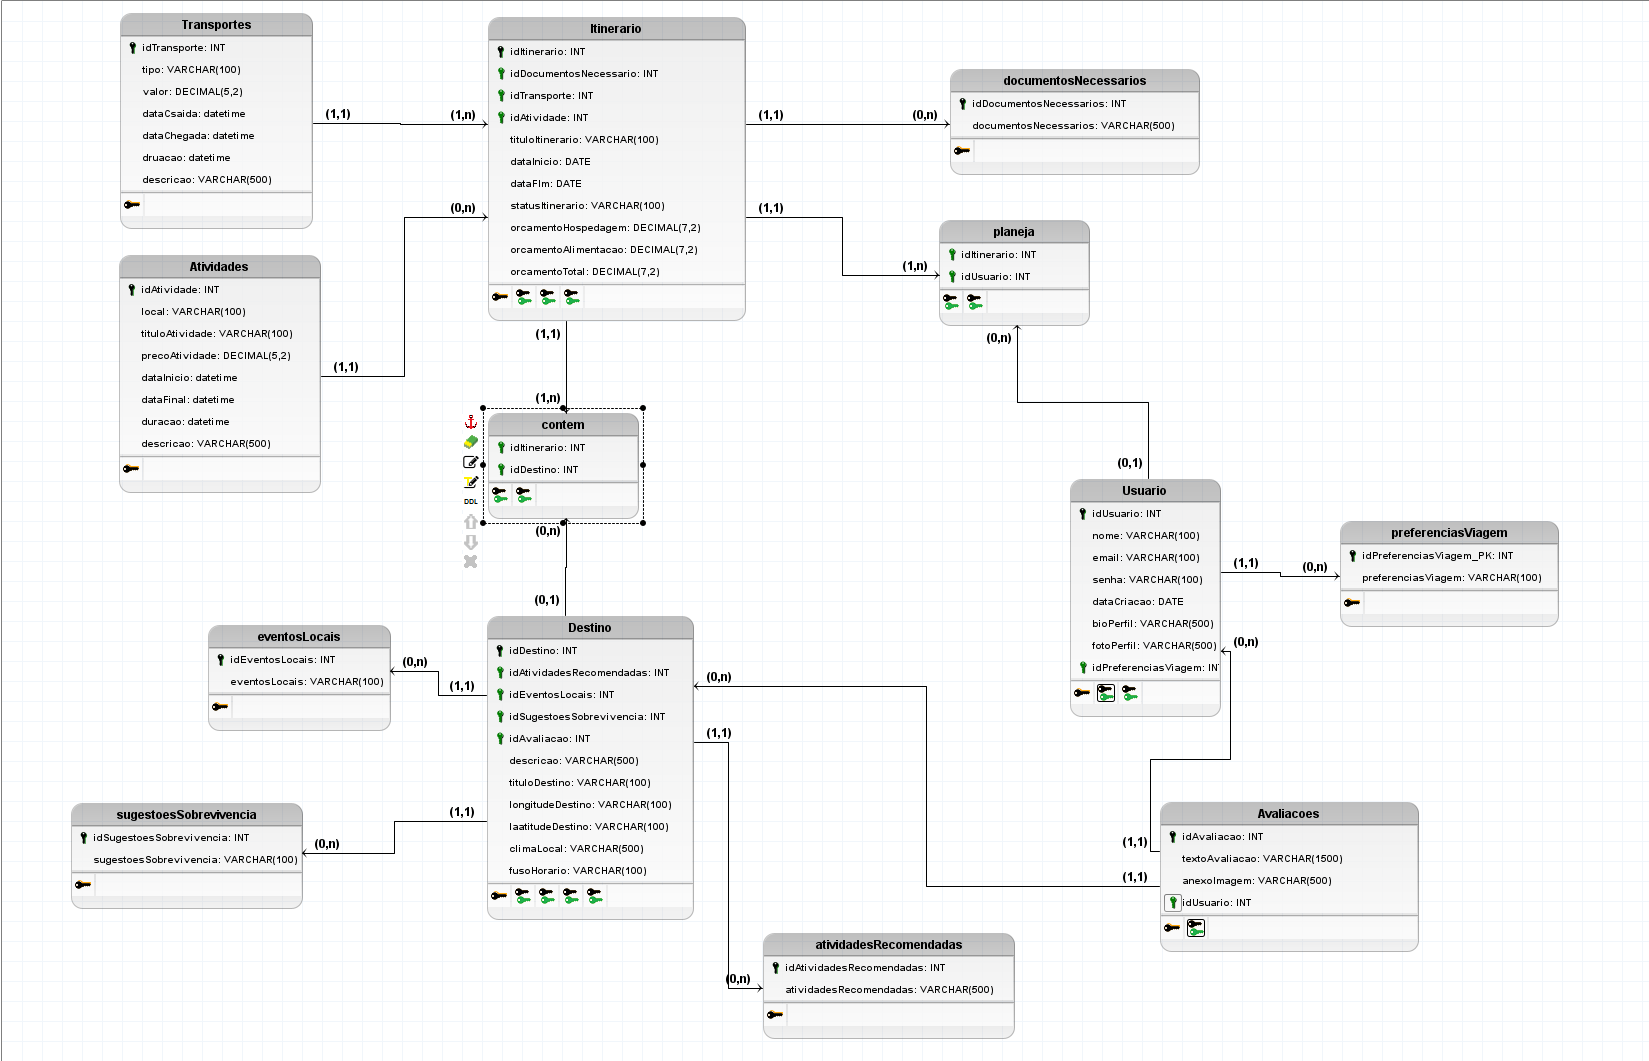 Transportes
idTransporte: INT
tipo: VARCHAR(100)
valor: DECIMAL(5,2)
dataCsaida: datetime
dataChegada: datetime
druacao: datetime
descricao: VARCHAR(500)
(1,1)
(1,n)
Itinerario
idItinerario: INT
idDocumentosNecessario: INT
idTransporte: INT
idAtividade: INT
tituloItinerario: VARCHAR(100)
dataInicio: DATE
dataFIm: DATE
statusItinerario: VARCHAR(100)
orcamentoHospedagem: DECIMAL(7,2)
orcamentoAlimentacao: DECIMAL(7,2)
orcamentoTotal: DECIMAL(7,2)
(1,1)
(0,n)
documentosNecessarios
idDocumentosNecessarios: INT
documentosNecessarios: VARCHAR(500)
(0,n)
(1,1)
(1,n)
planeja
idItinerario: INT
idUsuario: INT
(0,n)
Atividades
idAtividade: INT
local: VARCHAR(100)
tituloAtividade: VARCHAR(100)
precoAtividade: DECIMAL(5,2)
dataInicio: datetime
dataFinal: datetime
duracao: datetime
descricao: VARCHAR(500)
(1,1)
(1,1)
(1,n)
contem
idItinerario: INT
idDestino: INT
DDL
(0,n)
(0,1)
(0,1)
Usuario
idUsuario: INT
nome: VARCHAR(100)
email: VARCHAR(100)
senha: VARCHAR(100)
dataCriacao: DATE
bioPerfil: VARCHAR(500)
fotoPerfil: VARCHAR(500)
idPreferenciasViagem: IN
(1,1)
(0,n)
(0,n)
preferenciasViagem
idPreferenciasViagem_PK: INT
preferenciasViagem: VARCHAR(100)
eventosLocais
idEventosLocais: INT
eventosLocais: VARCHAR(100)
(0,n)
(1,1)
Destino
idDestino: INT
idAtividadesRecomendadas: INT
idEventosLocais: INT
idSugestoesSobrevivencia: INT
idAvaliacao: INT
descricao: VARCHAR(500)
tituloDestino: VARCHAR(100)
longitudeDestino: VARCHAR(100)
laatitudeDestino: VARCHAR(100)
climaLocal: VARCHAR(500)
fusoHorario: VARCHAR(100)
(0,n)
(1,1)
sugestoesSobrevivencia
idSugestoesSobrevivencia: INT
sugestoesSobrevivencia: VARCHAR(100)
(0,n)
(1,1)
(1,1)
(1,1)
Avaliacoes
idAvaliacao: INT
textoAvaliacao: VARCHAR(1500)
anexoImagem: VARCHAR(500)
idUsuario: INT
(0,n)
atividadesRecomendadas
idAtividadesRecomendadas: INT
atividadesRecomendadas: VARCHAR(500)